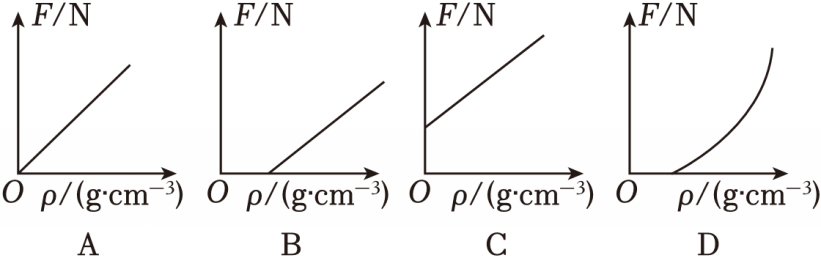 F/N F/N F/N F/N
O ρ/(g·cm⁻³) O ρ/(g·cm⁻³) O ρ/(g·cm⁻³) O ρ/(g·cm⁻³)
A B C D